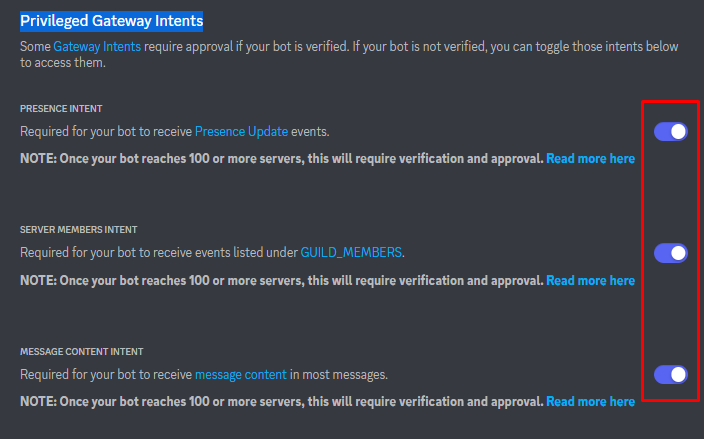 Privileged Gateway Intents
Some Gateway Intents require approval if your bot is verified. If your bot is not verified, you can toggle those intents below
to access them.
PRESENCE INTENT
Required for your bot to receive Presence Update events.
NOTE: Once your bot reaches 100 or more servers, this will require verification and approval. Read more here
SERVER MEMBERS INTENT
Required for your bot to receive events listed under GUILD_MEMBERS.
NOTE: Once your bot reaches 100 or more servers, this will require verification and approval. Read more here
MESSAGE CONTENT INTENT
Required for your bot to receive message content in most messages.
NOTE: Once your bot reaches 100 or more servers, this will require verification and approval. Read more here